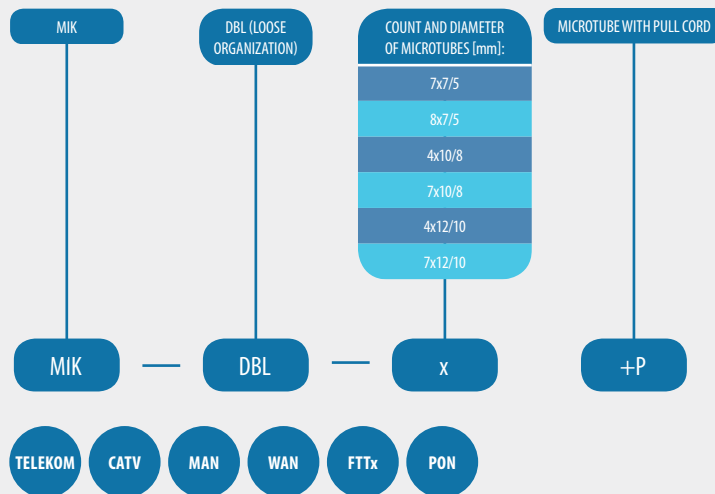 MIK
DBL (LOOSE
ORGANIZATION)
COUNT AND DIAMETER
OF MICROTUBES [mm]:
MICROTUBE WITH PULL CORD
7x7/5
8x7/5
4x10/8
7x10/8
4x12/10
7x12/10
MIK — DBL — x +P
TELEKOM CATV MAN WAN FTTx PON